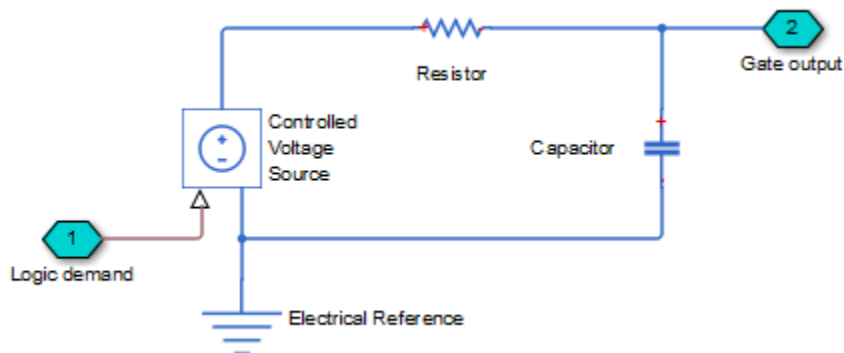 2
Gate output
Resistor
Controlled
Voltage
Source
Capacitor
1
Logic demand
Electrical Reference